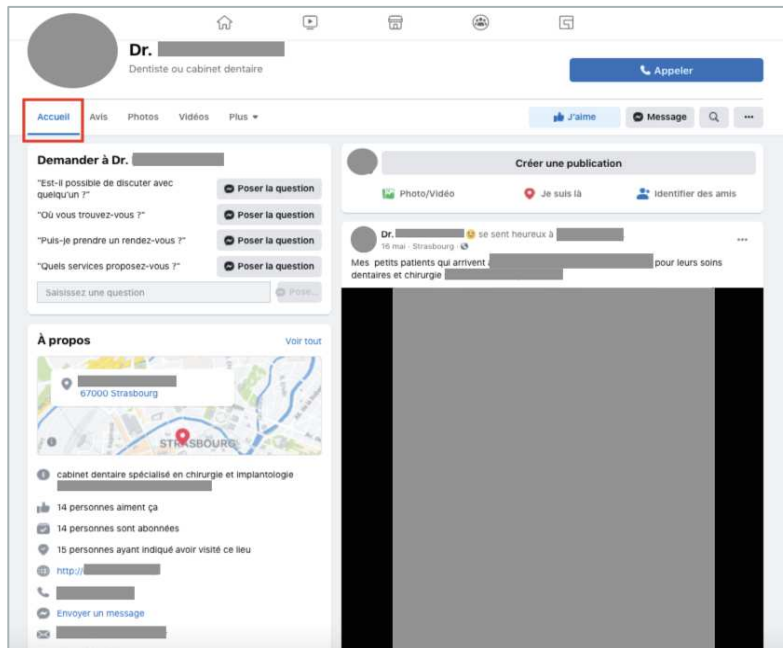 Dr.
Dentiste ou cabinet dentaire
Appeler
Accueil
Avis
Photos
Vidéos
Plus
J'aime
Message
Demander à Dr.
"Est-il possible de discuter avec
quelqu'un ?"
Poser la question
"Où vous trouvez-vous ?"
Poser la question
"Puis-je prendre un rendez-vous ?"
Poser la question
"Quels services proposez-vous ?"
Poser la question
Saisissez une question
Pose...
À propos
Voir tout
67000 Strasbourg
STRASBOURG
cabinet dentaire spécialisé en chirurgie et implantologie
14 personnes aiment ça
14 personnes sont abonnées
15 personnes ayant indiqué avoir visité ce lieu
http://
Envoyer un message
Créer une publication
Photo/Vidéo
Je suis là
Identifier des amis
Dr. se sent heureux à
16 mai · Strasbourg ·
Mes petits patients qui arrivent pour leurs soins
dentaires et chirurgie